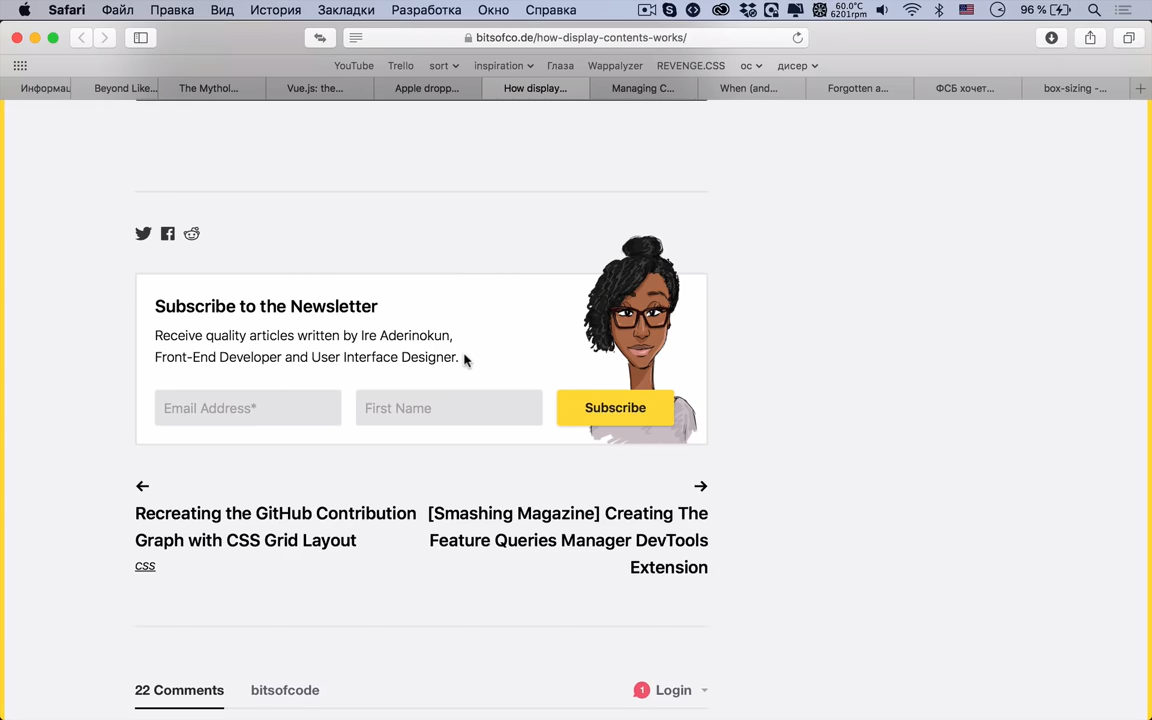 Safari Файл Правка Вид История Закладки Разработка Окно Справка 60.0°C 6201rpm 96 %
bitsofco.de/how-display-contents-works/
YouTube Trello sort inspiration Глаза Wappalyzer REVENGE.CSS ос дисер
Информац Beyond Like... The Mythol... Vue.js: the... Apple dropp... How display... Managing C... When (and... Forgotten a... ФСБ хочет... box-sizing -...
Subscribe to the Newsletter
Receive quality articles written by Ire Aderinokun,
Front-End Developer and User Interface Designer.
Email Address* First Name Subscribe
Recreating the GitHub Contribution
Graph with CSS Grid Layout
CSS
[Smashing Magazine] Creating The
Feature Queries Manager DevTools
Extension
22 Comments bitsofcode 1 Login